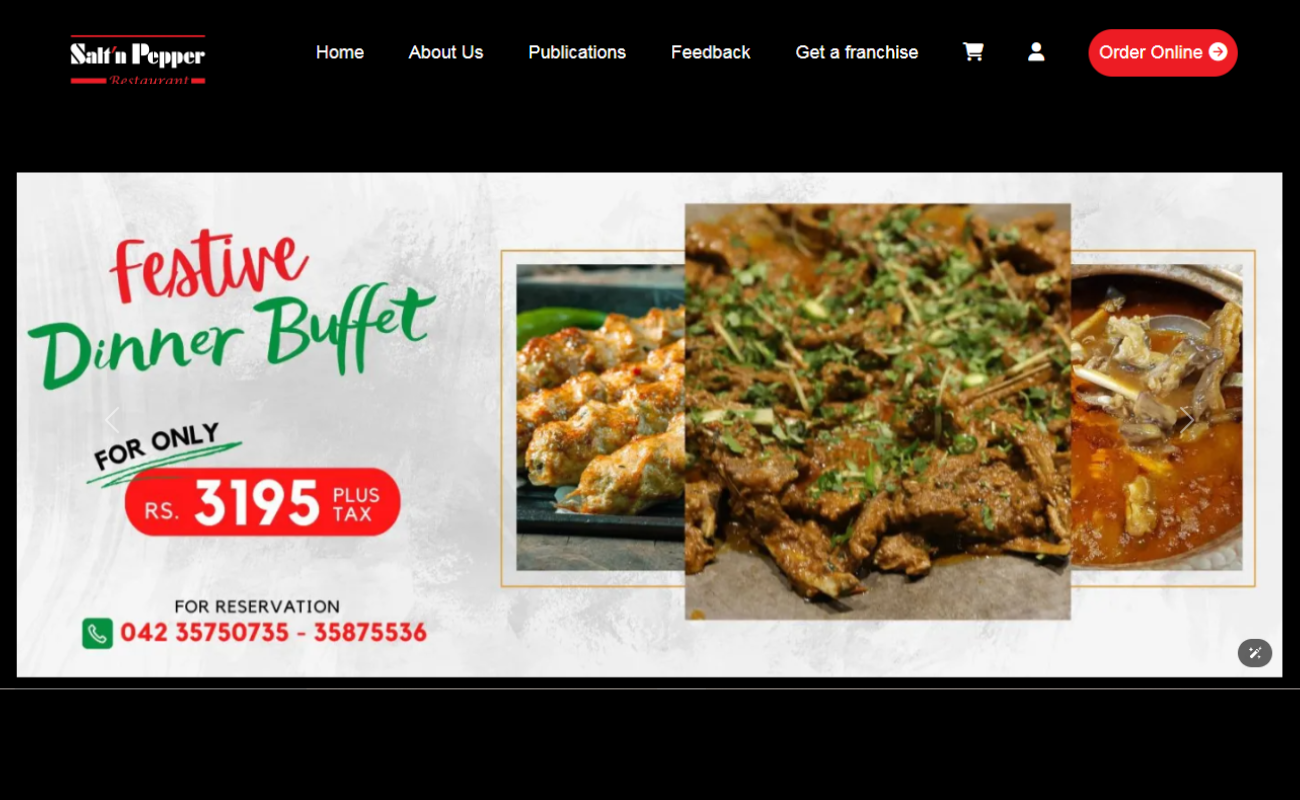 Salt'n Pepper
Restaurant
Home
About Us
Publications
Feedback
Get a franchise
Order Online
Festive
Dinner Buffet
FOR ONLY
RS. 3195 PLUS TAX
FOR RESERVATION
042 35750735 - 35875536